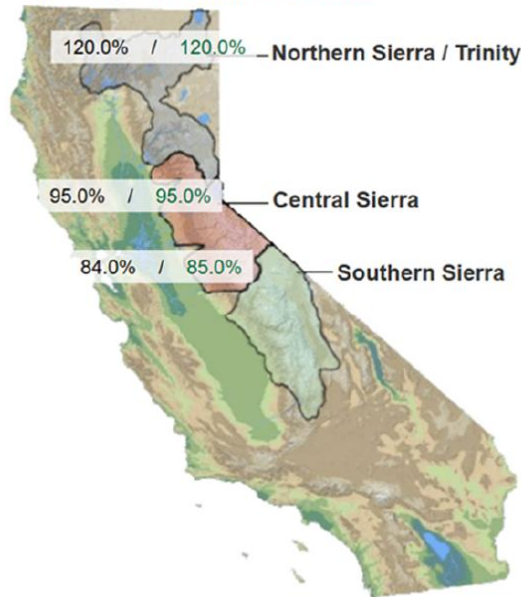 120.0% / 120.0% Northern Sierra / Trinity
95.0% / 95.0% Central Sierra
84.0% / 85.0% Southern Sierra